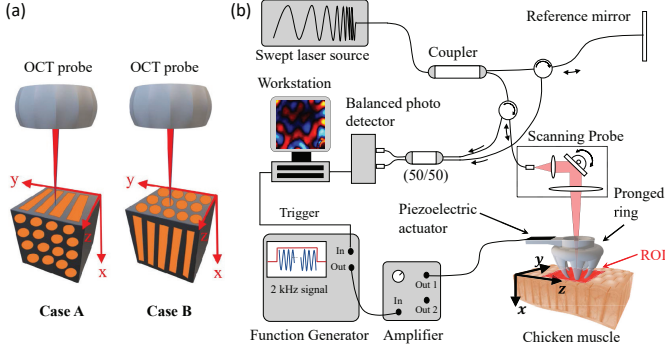 (a)
OCT probe
OCT probe
y
z
x
y
z
x
Case A
Case B
(b)
Swept laser source
Coupler
Reference mirror
Workstation
Balanced photo
detector
(50/50)
Scanning Probe
Pronged
ring
Piezoelectric
actuator
Trigger
In
Out
2 kHz signal
Function Generator
In
Out 1
Out 2
Amplifier
ROI
y
z
x
Chicken muscle